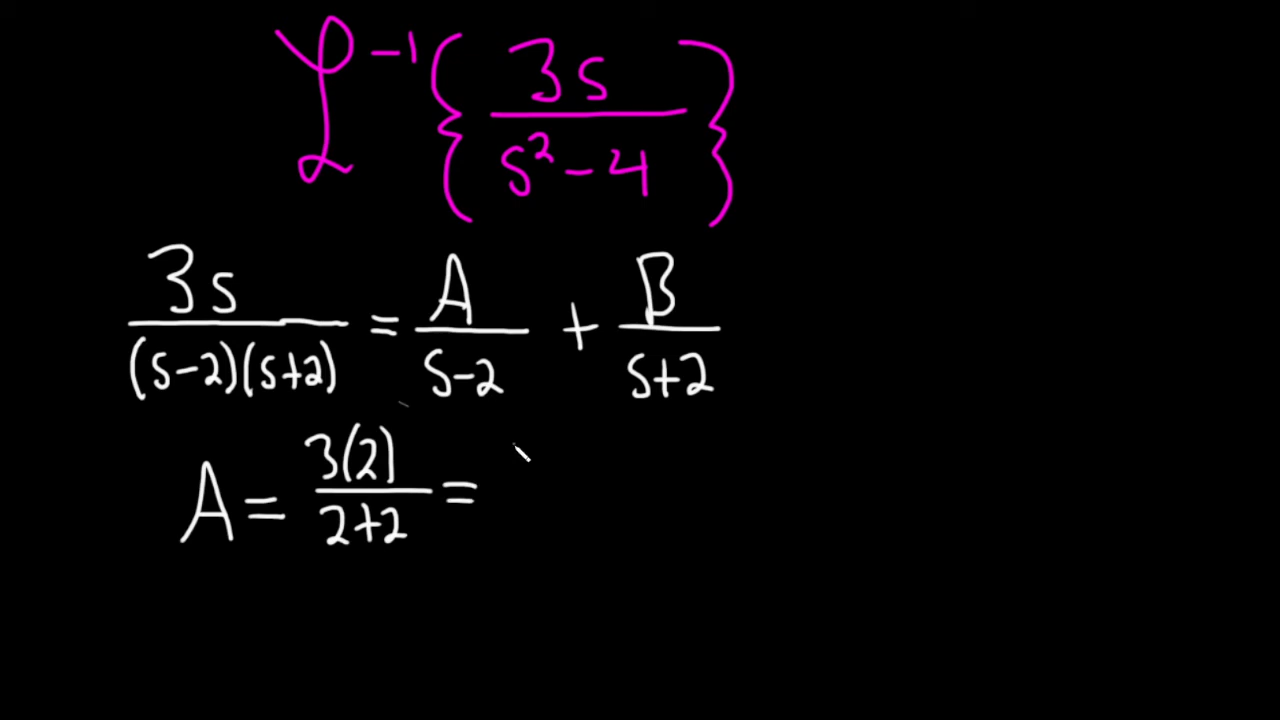 ℒ⁻¹{3s/(s²-4)}
3s/((s-2)(s+2)) = A/(s-2) + B/(s+2)
A = 3(2)/(2+2) =